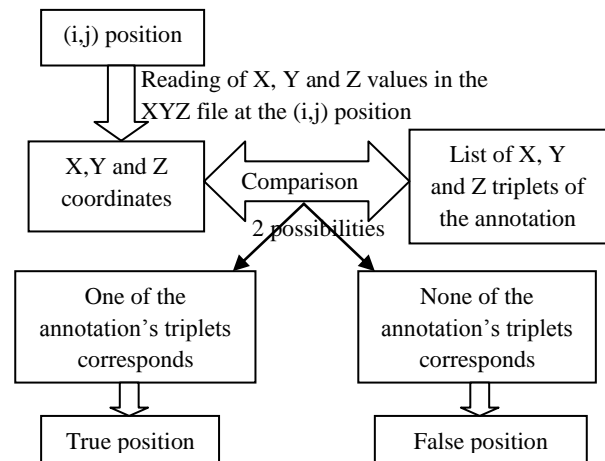 (i,j) position
Reading of X, Y and Z values in the
XYZ file at the (i,j) position
X,Y and Z
coordinates
Comparison
List of X, Y
and Z triplets of
the annotation
2 possibilities
One of the
annotation’s triplets
corresponds
None of the
annotation’s triplets
corresponds
True position
False position